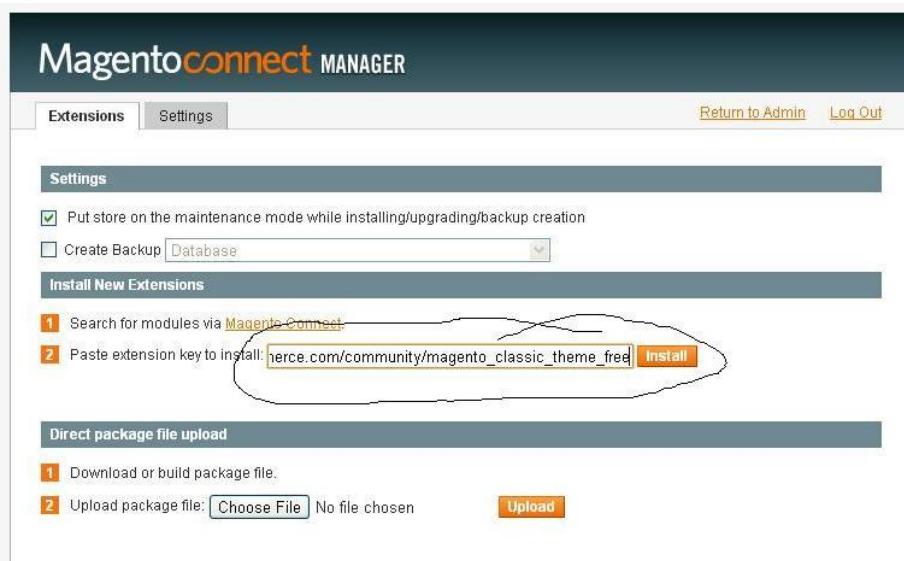 Magentoconnect MANAGER
Extensions Settings Return to Admin Log Out
Settings
Put store on the maintenance mode while installing/upgrading/backup creation
Create Backup Database
Install New Extensions
1 Search for modules via Magento Connect.
2 Paste extension key to install: nerce.com/community/magento_classic_theme_free Install
Direct package file upload
1 Download or build package file.
2 Upload package file: Choose File No file chosen Upload